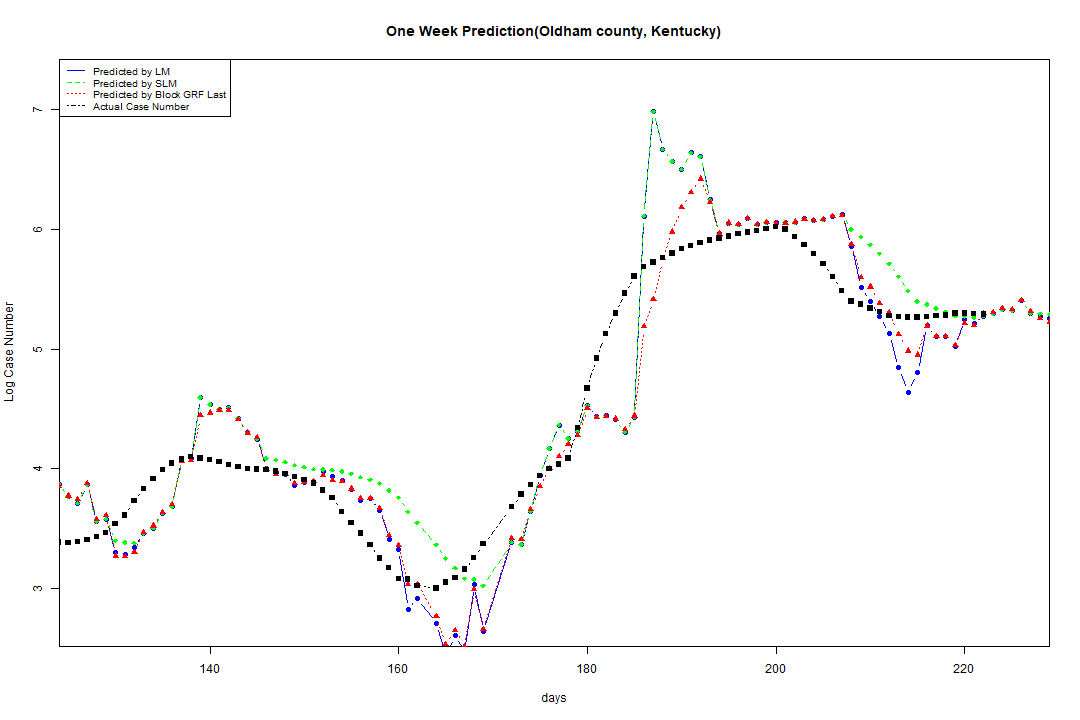 One Week Prediction(Oldham county, Kentucky)
Predicted by LM
Predicted by SLM
Predicted by Block GRF Last
Actual Case Number
7
6
5
4
3
Log Case Number
140 160 180 200 220
days